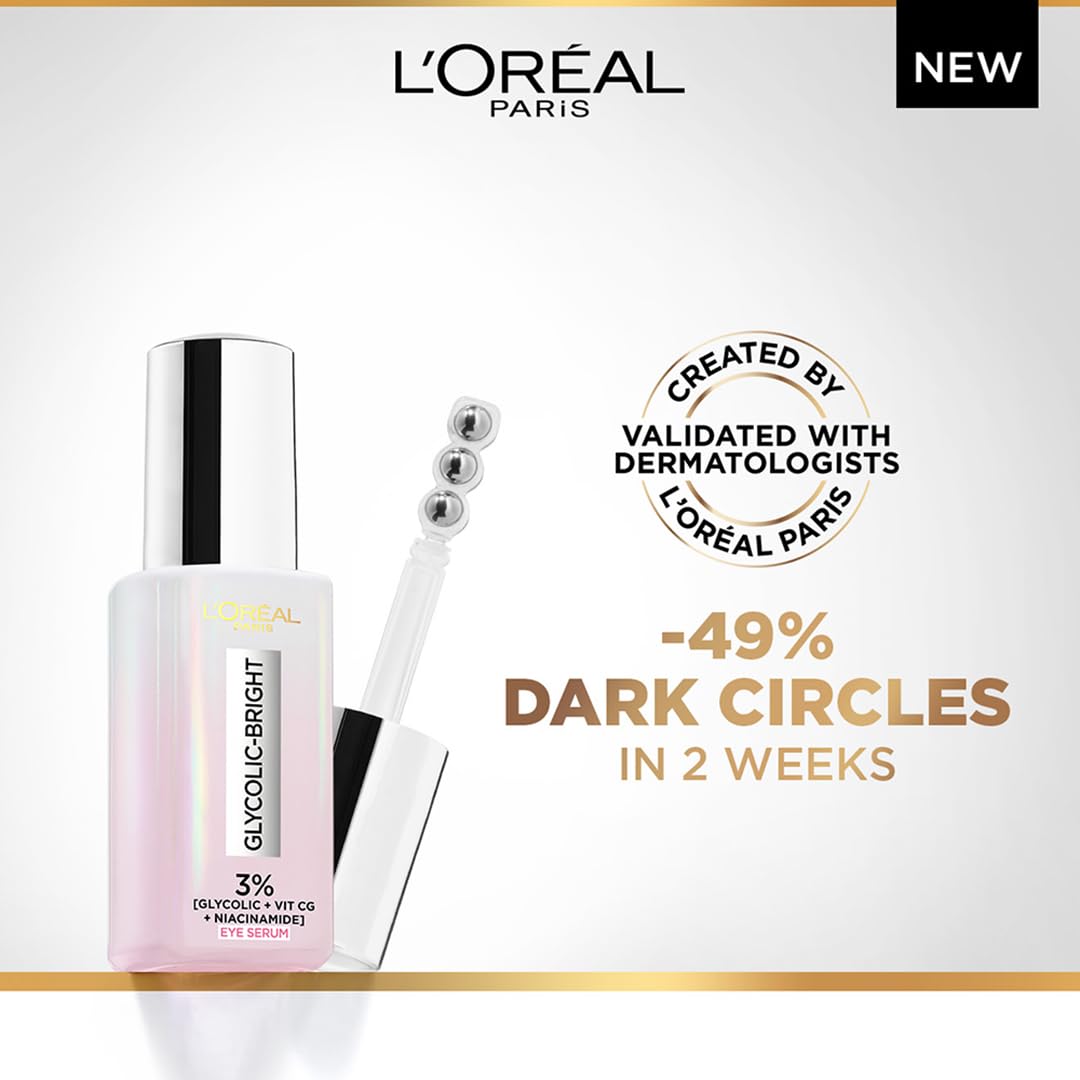 L'ORÉAL
PARiS
NEW
CREATED BY
VALIDATED WITH
DERMATOLOGISTS
L'ORÉAL PARIS
-49%
DARK CIRCLES
IN 2 WEEKS
L'ORÉAL
PARIS
GLYCOLIC-BRIGHT
3%
[GLYCOLIC + VIT CG
+ NIACINAMIDE]
EYE SERUM